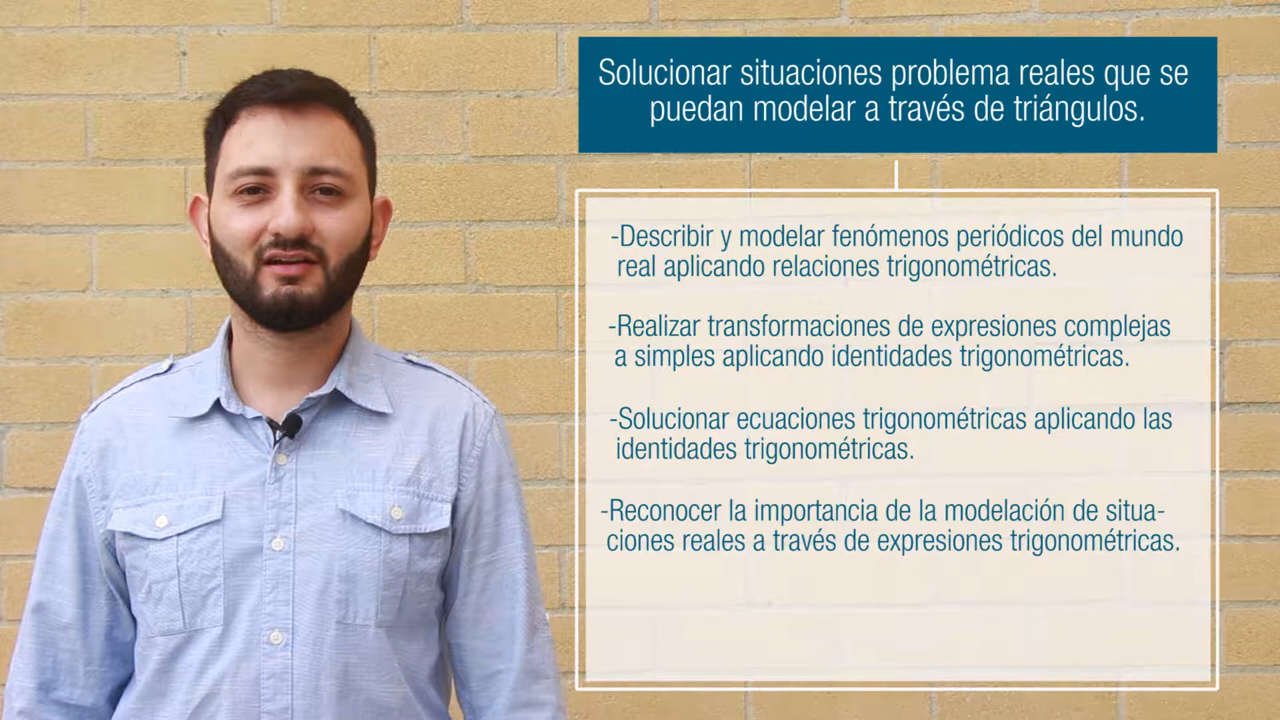 Solucionar situaciones problema reales que se
puedan modelar a través de triángulos.
-Describir y modelar fenómenos periódicos del mundo
real aplicando relaciones trigonométricas.
-Realizar transformaciones de expresiones complejas
a simples aplicando identidades trigonométricas.
-Solucionar ecuaciones trigonométricas aplicando las
identidades trigonométricas.
-Reconocer la importancia de la modelación de situa-
ciones reales a través de expresiones trigonométricas.